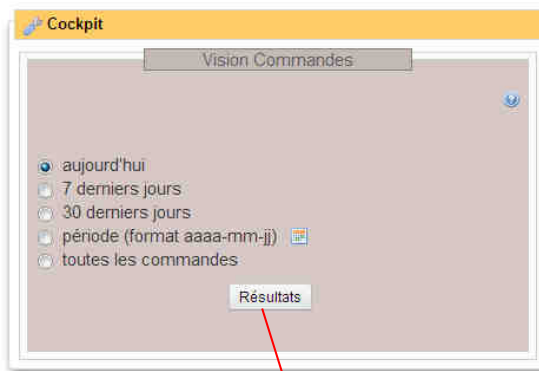 Cockpit
Vision Commandes
aujourd'hui
7 derniers jours
30 derniers jours
période (format aaaa-mm-jj)
toutes les commandes
Résultats